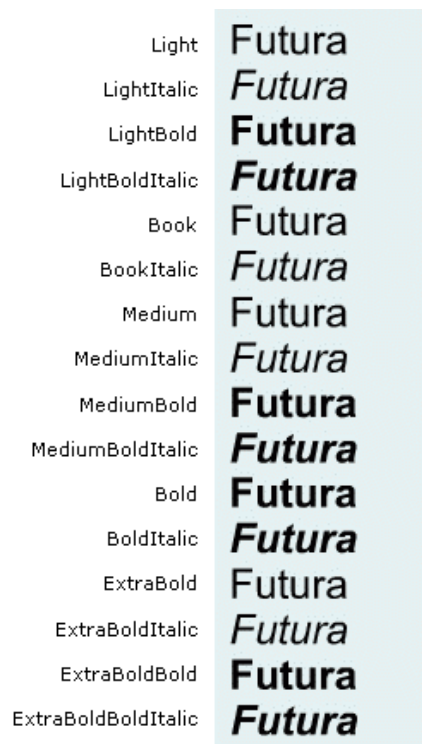 Light Futura
LightItalic Futura
LightBold Futura
LightBoldItalic Futura
Book Futura
BookItalic Futura
Medium Futura
MediumItalic Futura
MediumBold Futura
MediumBoldItalic Futura
Bold Futura
BoldItalic Futura
ExtraBold Futura
ExtraBoldItalic Futura
ExtraBoldBold Futura
ExtraBoldBoldItalic Futura